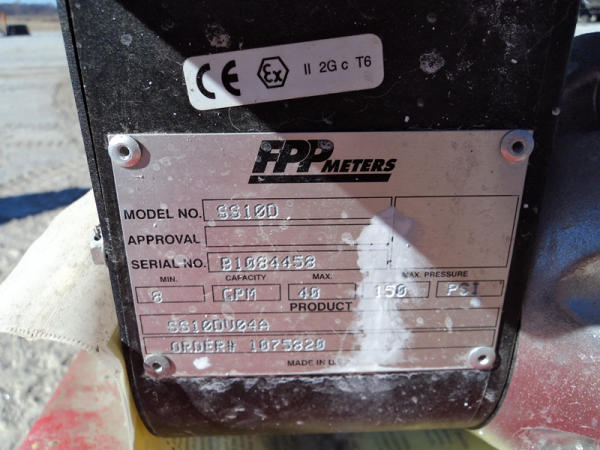 CE Ex II 2G c T6
FPP METERS
MODEL NO. SS10D
APPROVAL
SERIAL NO. B1084458
MIN. CAPACITY MAX. MAX. PRESSURE
8 GPM 40 150 PSI
PRODUCT
SS10DV04A
ORDER# 1075820
MADE IN